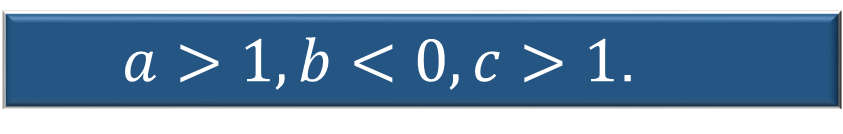 a > 1, b < 0, c > 1.